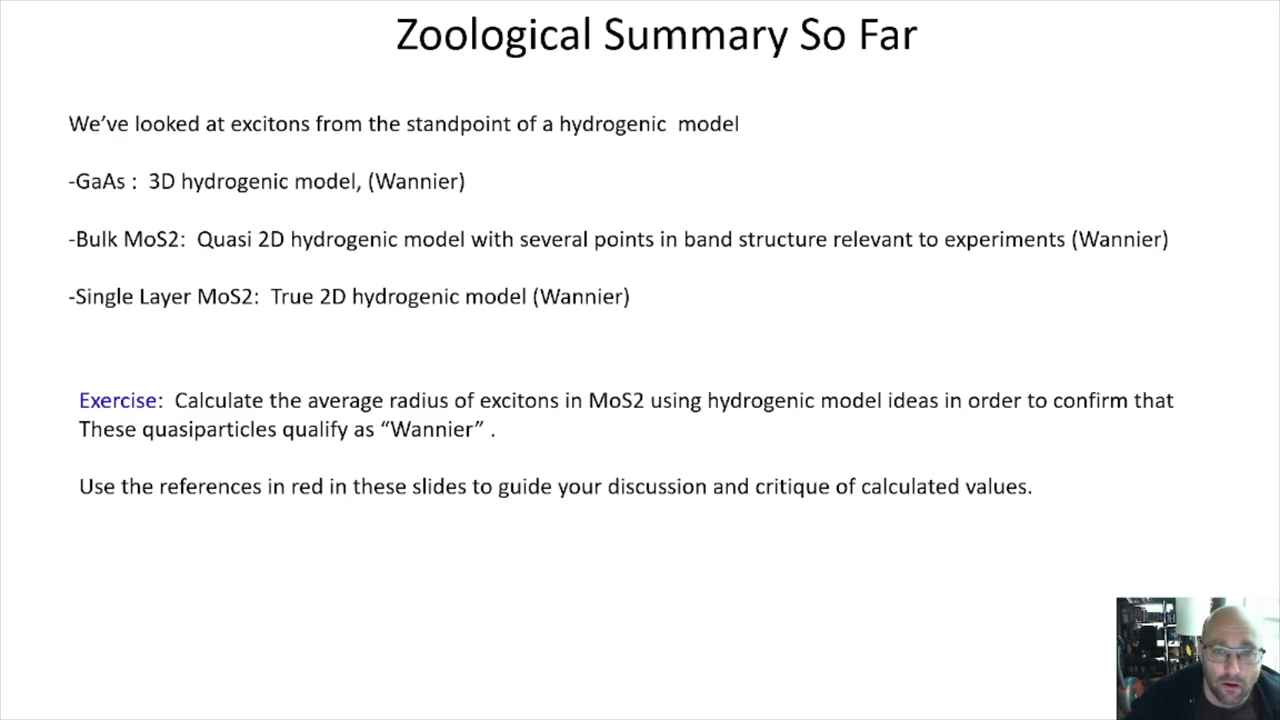 Zoological Summary So Far
We’ve looked at excitons from the standpoint of a hydrogenic model
-GaAs : 3D hydrogenic model, (Wannier)
-Bulk MoS2: Quasi 2D hydrogenic model with several points in band structure relevant to experiments (Wannier)
-Single Layer MoS2: True 2D hydrogenic model (Wannier)
Exercise: Calculate the average radius of excitons in MoS2 using hydrogenic model ideas in order to confirm that
These quasiparticles qualify as “Wannier” .
Use the references in red in these slides to guide your discussion and critique of calculated values.